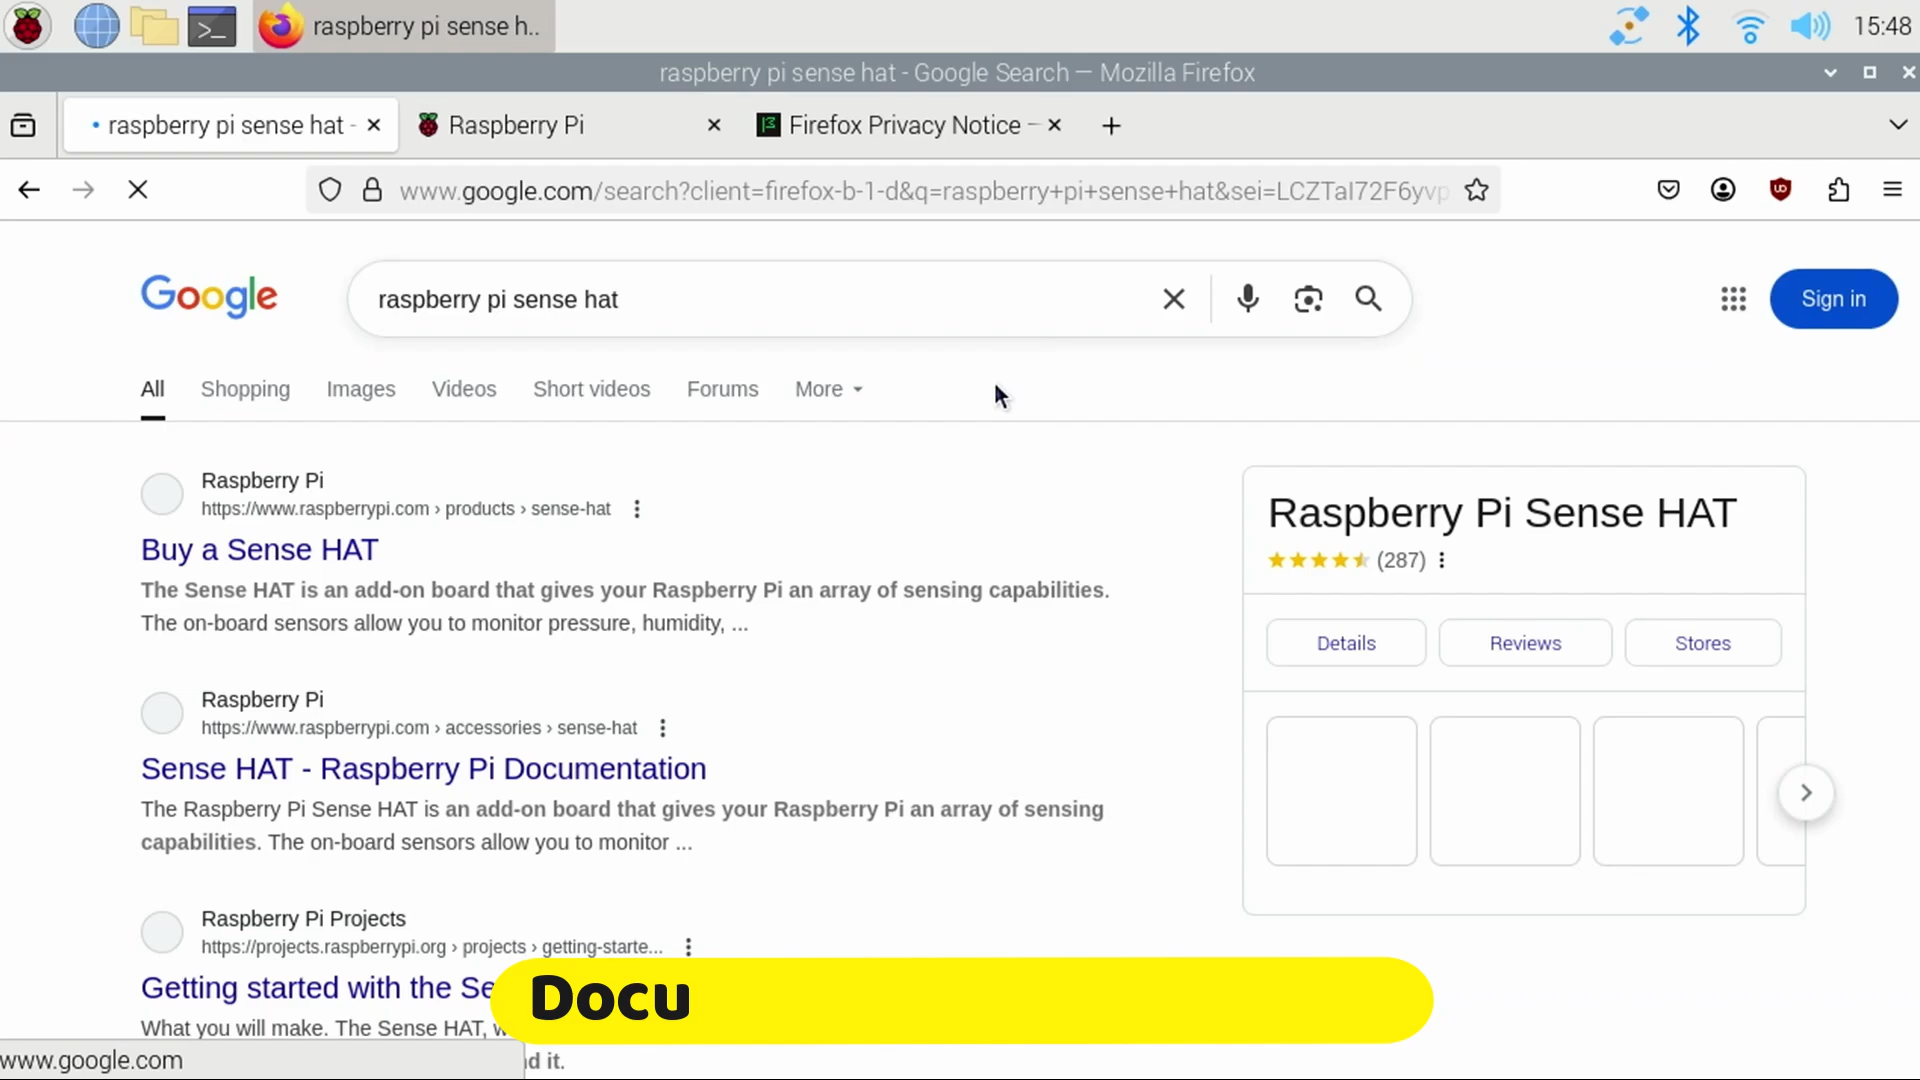 raspberry pi sense h..
15:48
raspberry pi sense hat - Google Search — Mozilla Firefox
raspberry pi sense hat -
Raspberry Pi
Firefox Privacy Notice —
www.google.com/search?client=firefox-b-1-d&q=raspberry+pi+sense+hat&sei=LCZTaI72F6yvp
Google
raspberry pi sense hat
Sign in
All
Shopping
Images
Videos
Short videos
Forums
More
Raspberry Pi
https://www.raspberrypi.com › products › sense-hat
Buy a Sense HAT
The Sense HAT is an add-on board that gives your Raspberry Pi an array of sensing capabilities.
The on-board sensors allow you to monitor pressure, humidity, ...
Raspberry Pi
https://www.raspberrypi.com › accessories › sense-hat
Sense HAT - Raspberry Pi Documentation
The Raspberry Pi Sense HAT is an add-on board that gives your Raspberry Pi an array of sensing
capabilities. The on-board sensors allow you to monitor ...
Raspberry Pi Projects
https://projects.raspberrypi.org › projects › getting-starte...
Getting started with the Se
What you will make. The Sense HAT, w
d it.
Raspberry Pi Sense HAT
(287)
Details
Reviews
Stores
Docu
www.google.com